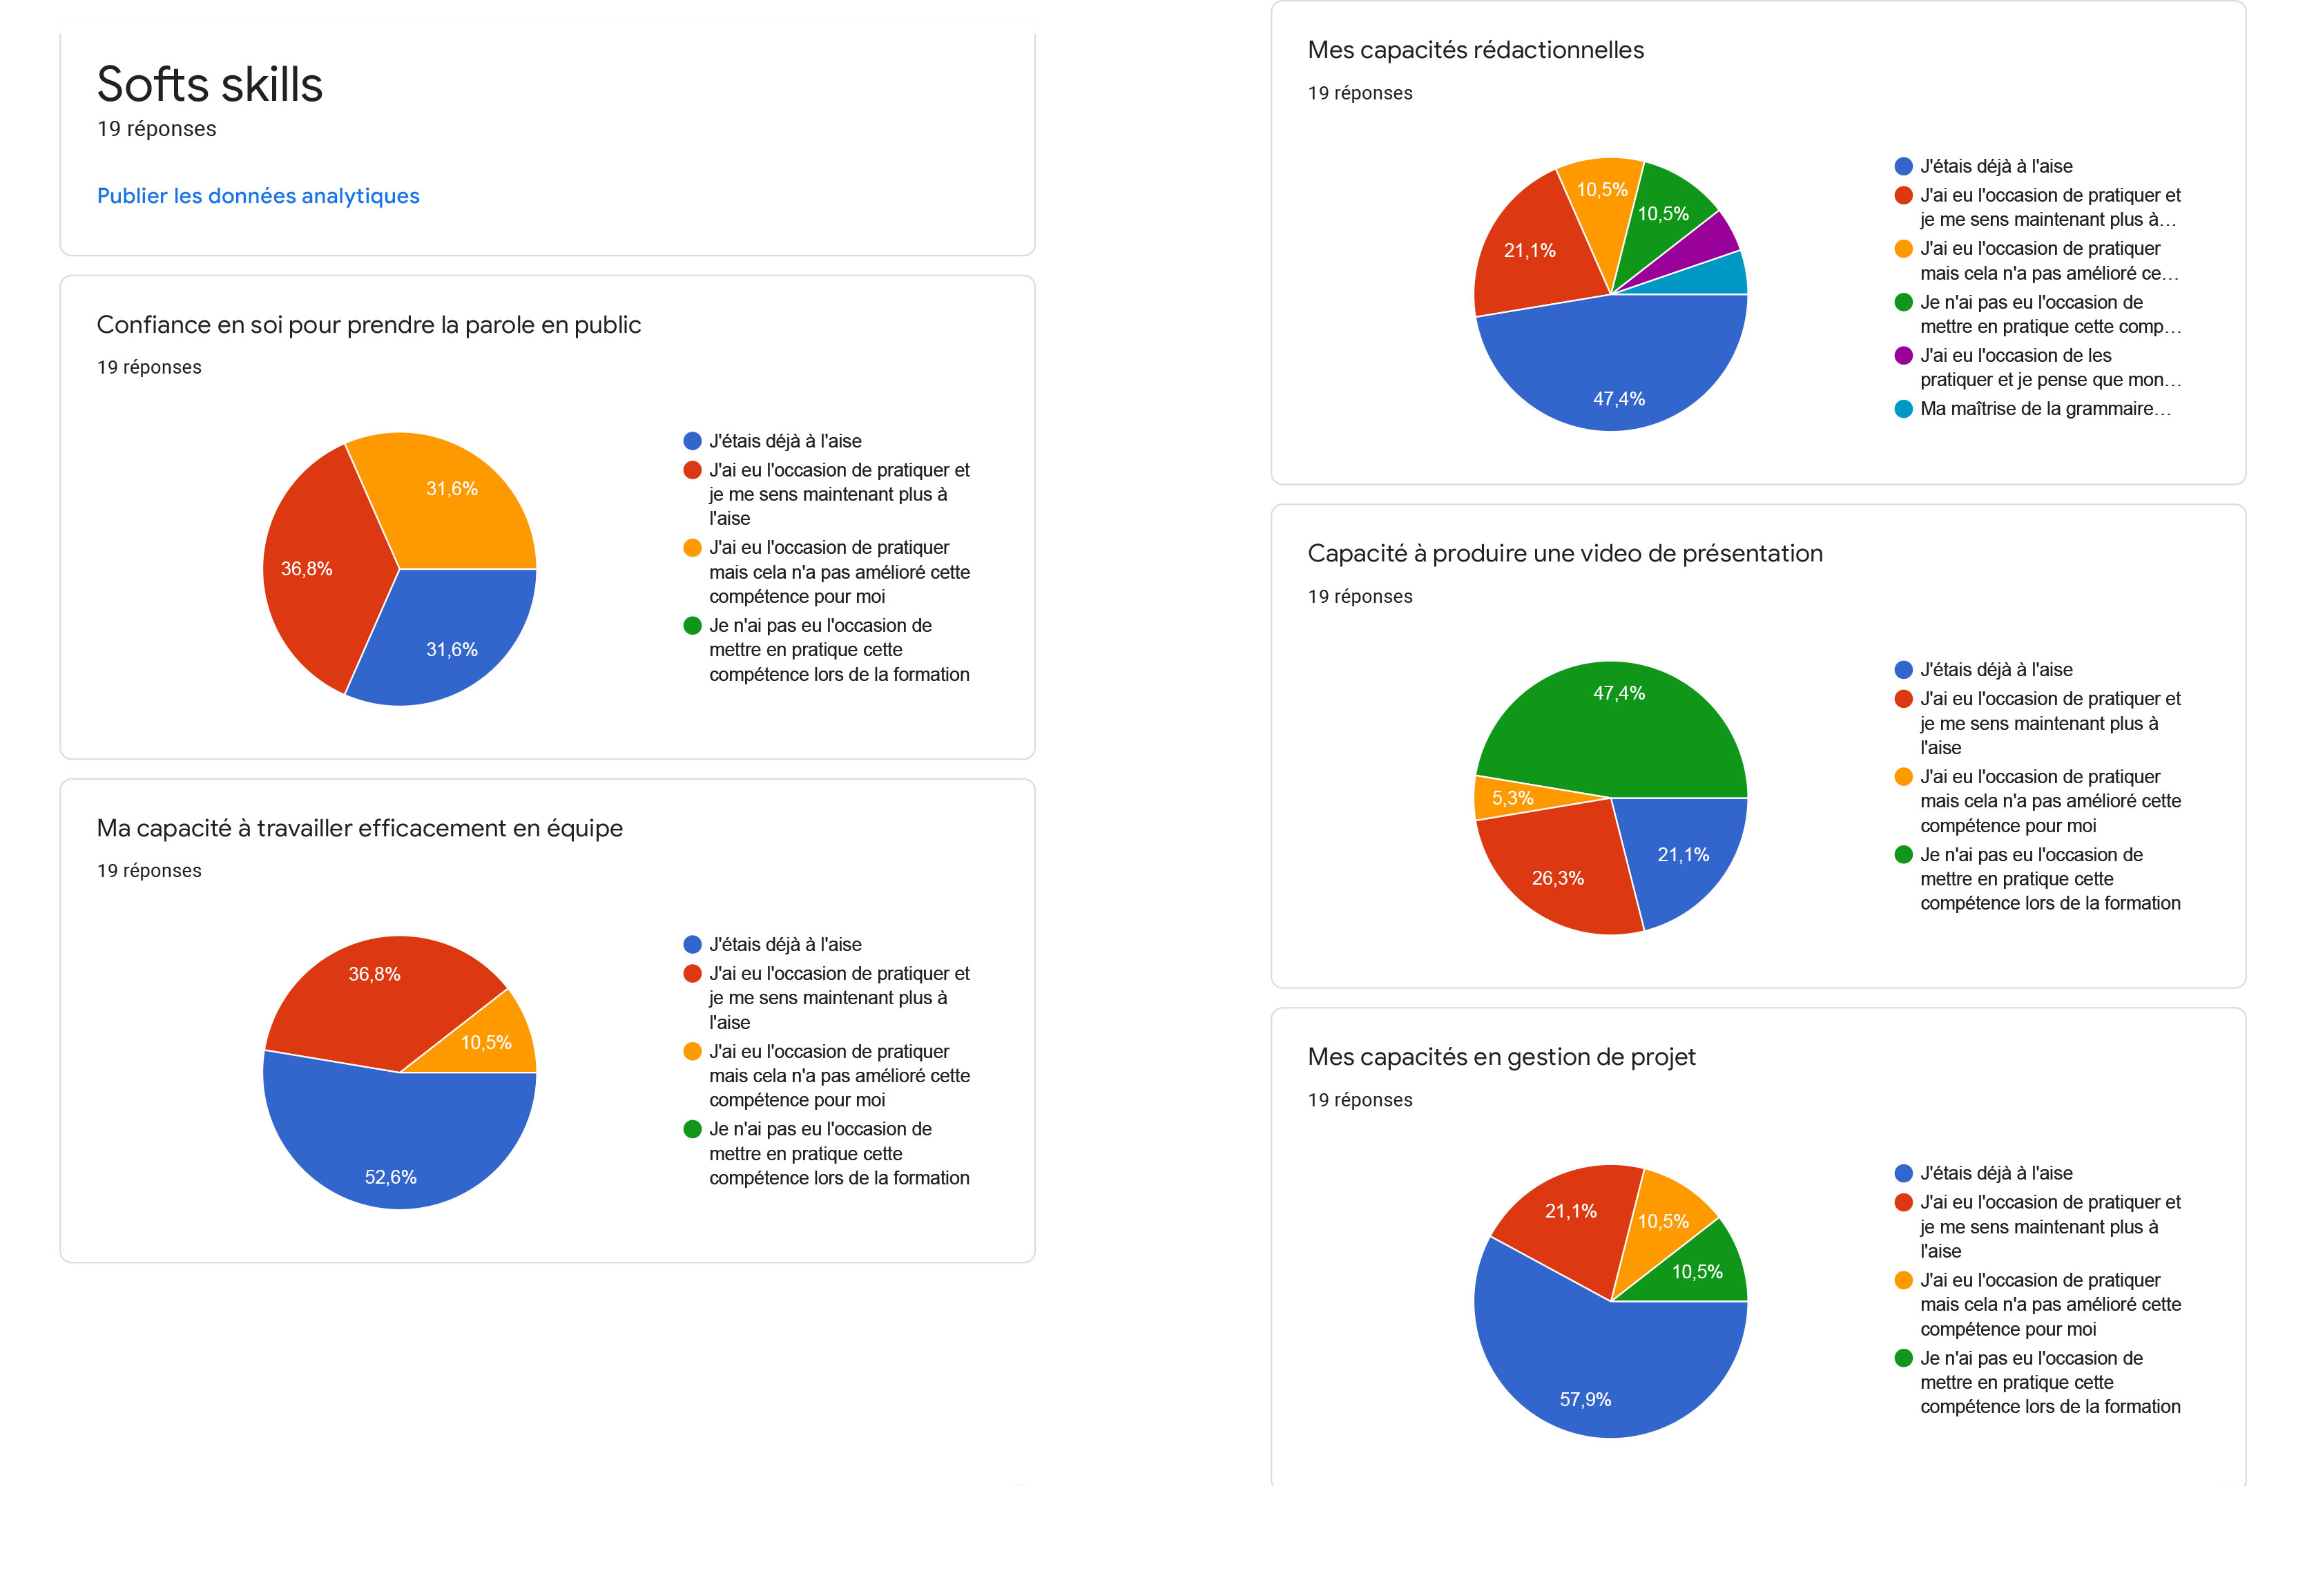 Softs skills
19 réponses
Publier les données analytiques
Confiance en soi pour prendre la parole en public
19 réponses
31,6%
36,8%
31,6%
J'étais déjà à l'aise
J'ai eu l'occasion de pratiquer et
je me sens maintenant plus à
l'aise
J'ai eu l'occasion de pratiquer
mais cela n'a pas amélioré cette
compétence pour moi
Je n'ai pas eu l'occasion de
mettre en pratique cette
compétence lors de la formation
Ma capacité à travailler efficacement en équipe
19 réponses
36,8%
10,5%
52,6%
J'étais déjà à l'aise
J'ai eu l'occasion de pratiquer et
je me sens maintenant plus à
l'aise
J'ai eu l'occasion de pratiquer
mais cela n'a pas amélioré cette
compétence pour moi
Je n'ai pas eu l'occasion de
mettre en pratique cette
compétence lors de la formation
Mes capacités rédactionnelles
19 réponses
10,5%
10,5%
21,1%
47,4%
J'étais déjà à l'aise
J'ai eu l'occasion de pratiquer et
je me sens maintenant plus à…
J'ai eu l'occasion de pratiquer
mais cela n'a pas amélioré ce…
Je n'ai pas eu l'occasion de
mettre en pratique cette comp…
J'ai eu l'occasion de les
pratiquer et je pense que mon…
Ma maîtrise de la grammaire…
Capacité à produire une video de présentation
19 réponses
47,4%
5,3%
21,1%
26,3%
J'étais déjà à l'aise
J'ai eu l'occasion de pratiquer et
je me sens maintenant plus à
l'aise
J'ai eu l'occasion de pratiquer
mais cela n'a pas amélioré cette
compétence pour moi
Je n'ai pas eu l'occasion de
mettre en pratique cette
compétence lors de la formation
Mes capacités en gestion de projet
19 réponses
21,1%
10,5%
10,5%
57,9%
J'étais déjà à l'aise
J'ai eu l'occasion de pratiquer et
je me sens maintenant plus à
l'aise
J'ai eu l'occasion de pratiquer
mais cela n'a pas amélioré cette
compétence pour moi
Je n'ai pas eu l'occasion de
mettre en pratique cette
compétence lors de la formation